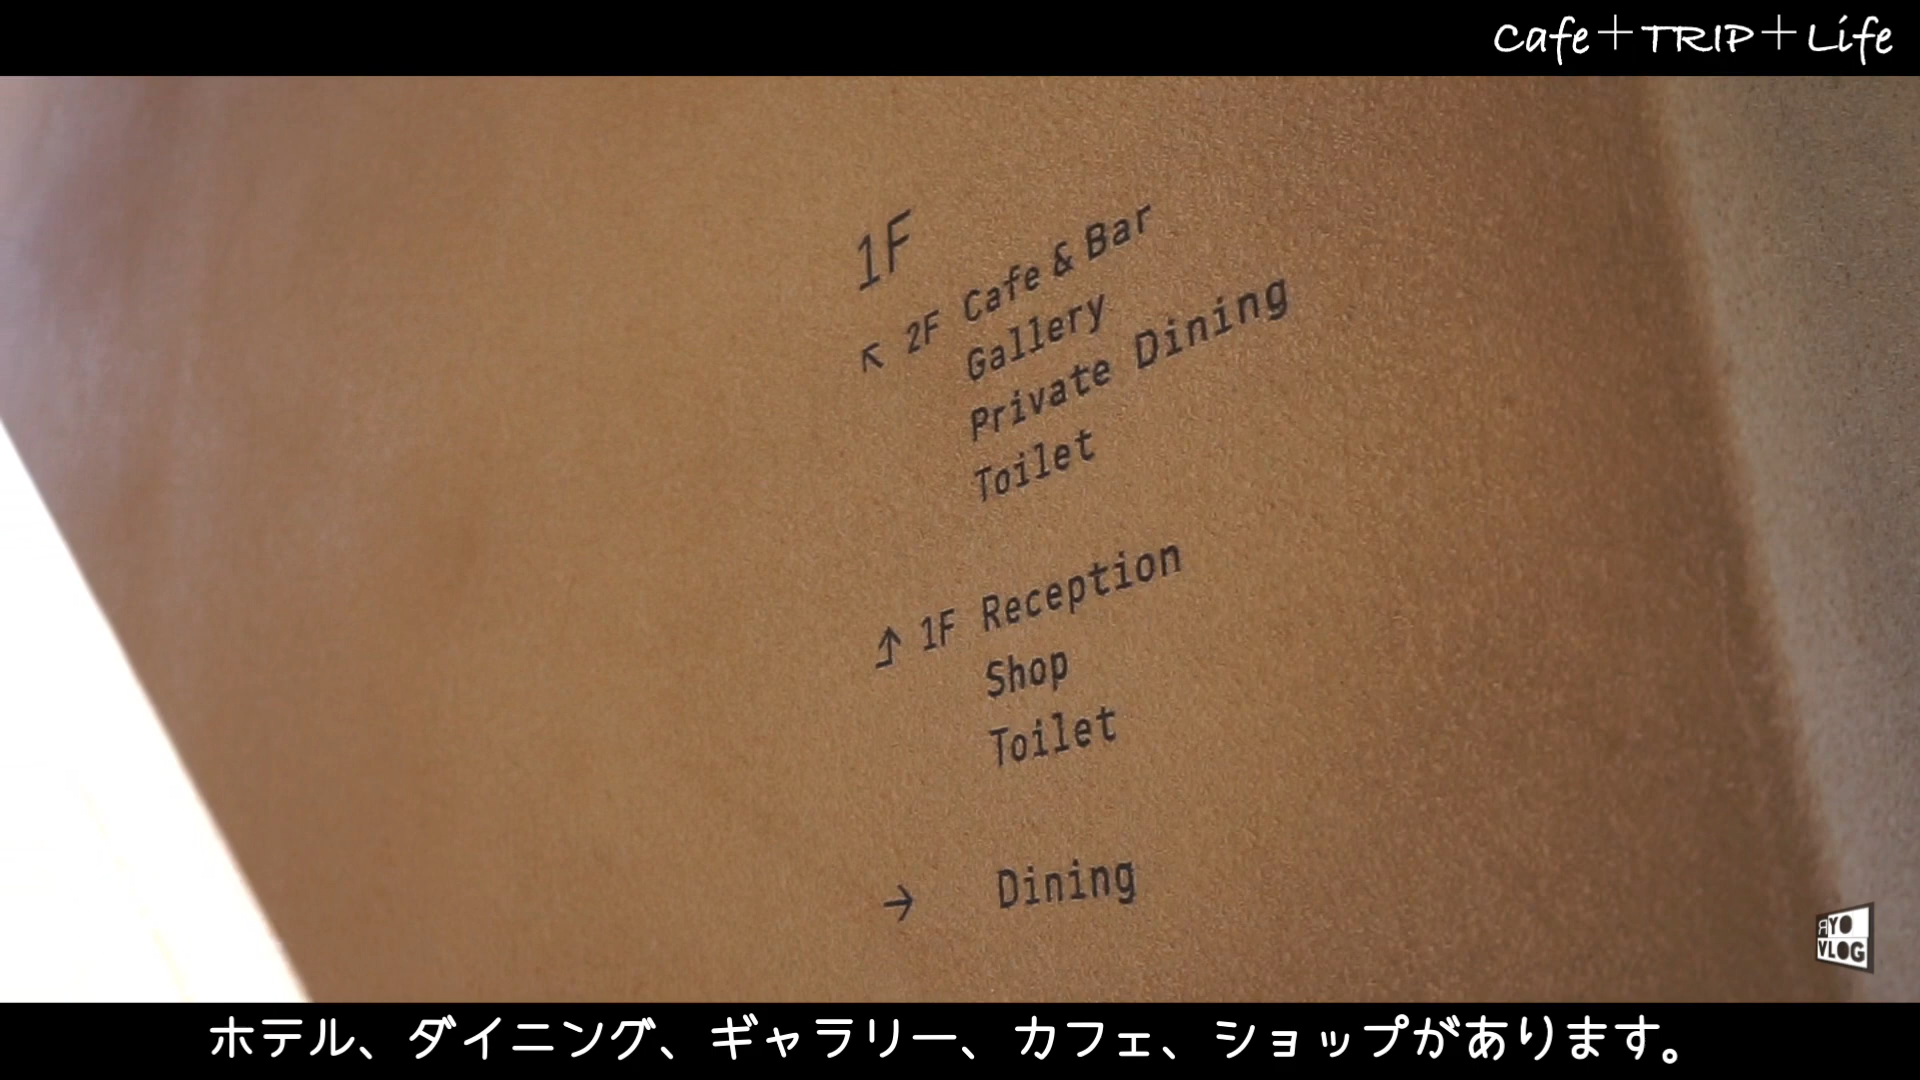 Cafe+TRIP+Life
1F
↖ 2F Cafe & Bar
Gallery
Private Dining
Toilet
↑ 1F Reception
Shop
Toilet
→ Dining
RYO
VLOG
ホテル、ダイニング、ギャラリー、カフェ、ショップがあります。